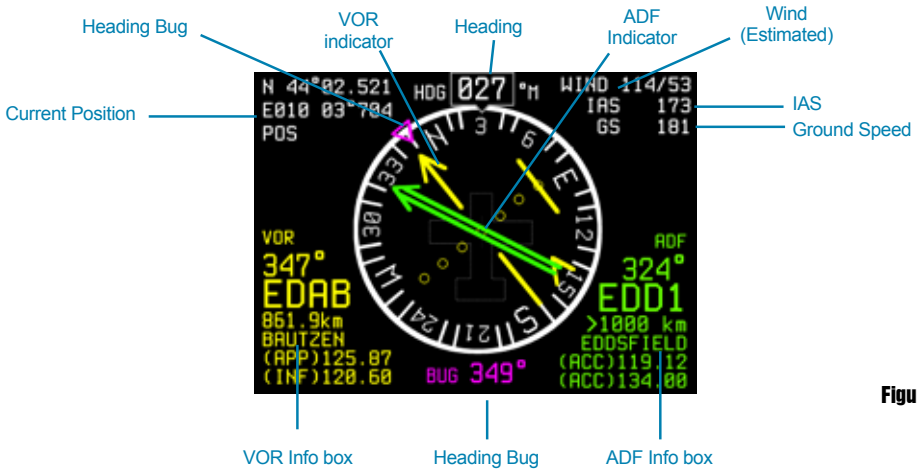 Heading Bug
VOR
indicator
Heading
ADF
Indicator
Wind
(Estimated)
Current Position
IAS
Ground Speed
N 44°02.521
E010 03°704
POS
HDG 027 °M
WIND 114/53
IAS 173
GS 181
N
3
6
E
12
15
S
21
24
W
30
33
VOR
347°
EDAB
861.9km
BAUTZEN
(APP)125.87
(INF)120.60
BUG 349°
ADF
324°
EDD1
>1000 km
EDDSFIELD
(ACC)119.12
(ACC)134.00
VOR Info box
Heading Bug
ADF Info box
Figu